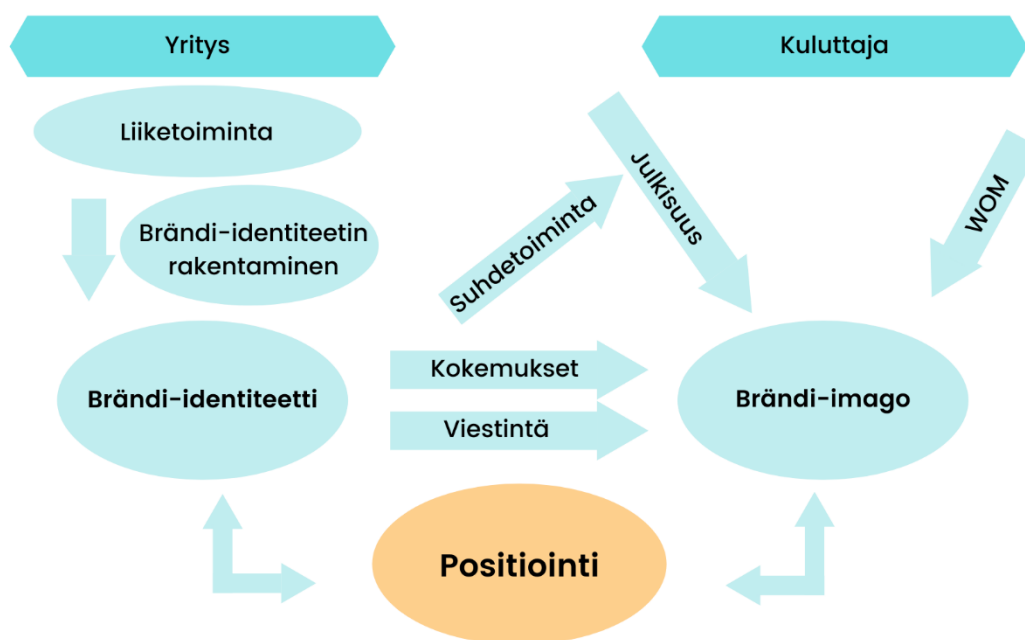 Yritys
Kuluttaja
Liiketoiminta
Brändi-identiteetin
rakentaminen
Suhdetoiminta
Julkisuus
WOM
Brändi-identiteetti
Kokemukset
Viestintä
Brändi-imago
Positiointi